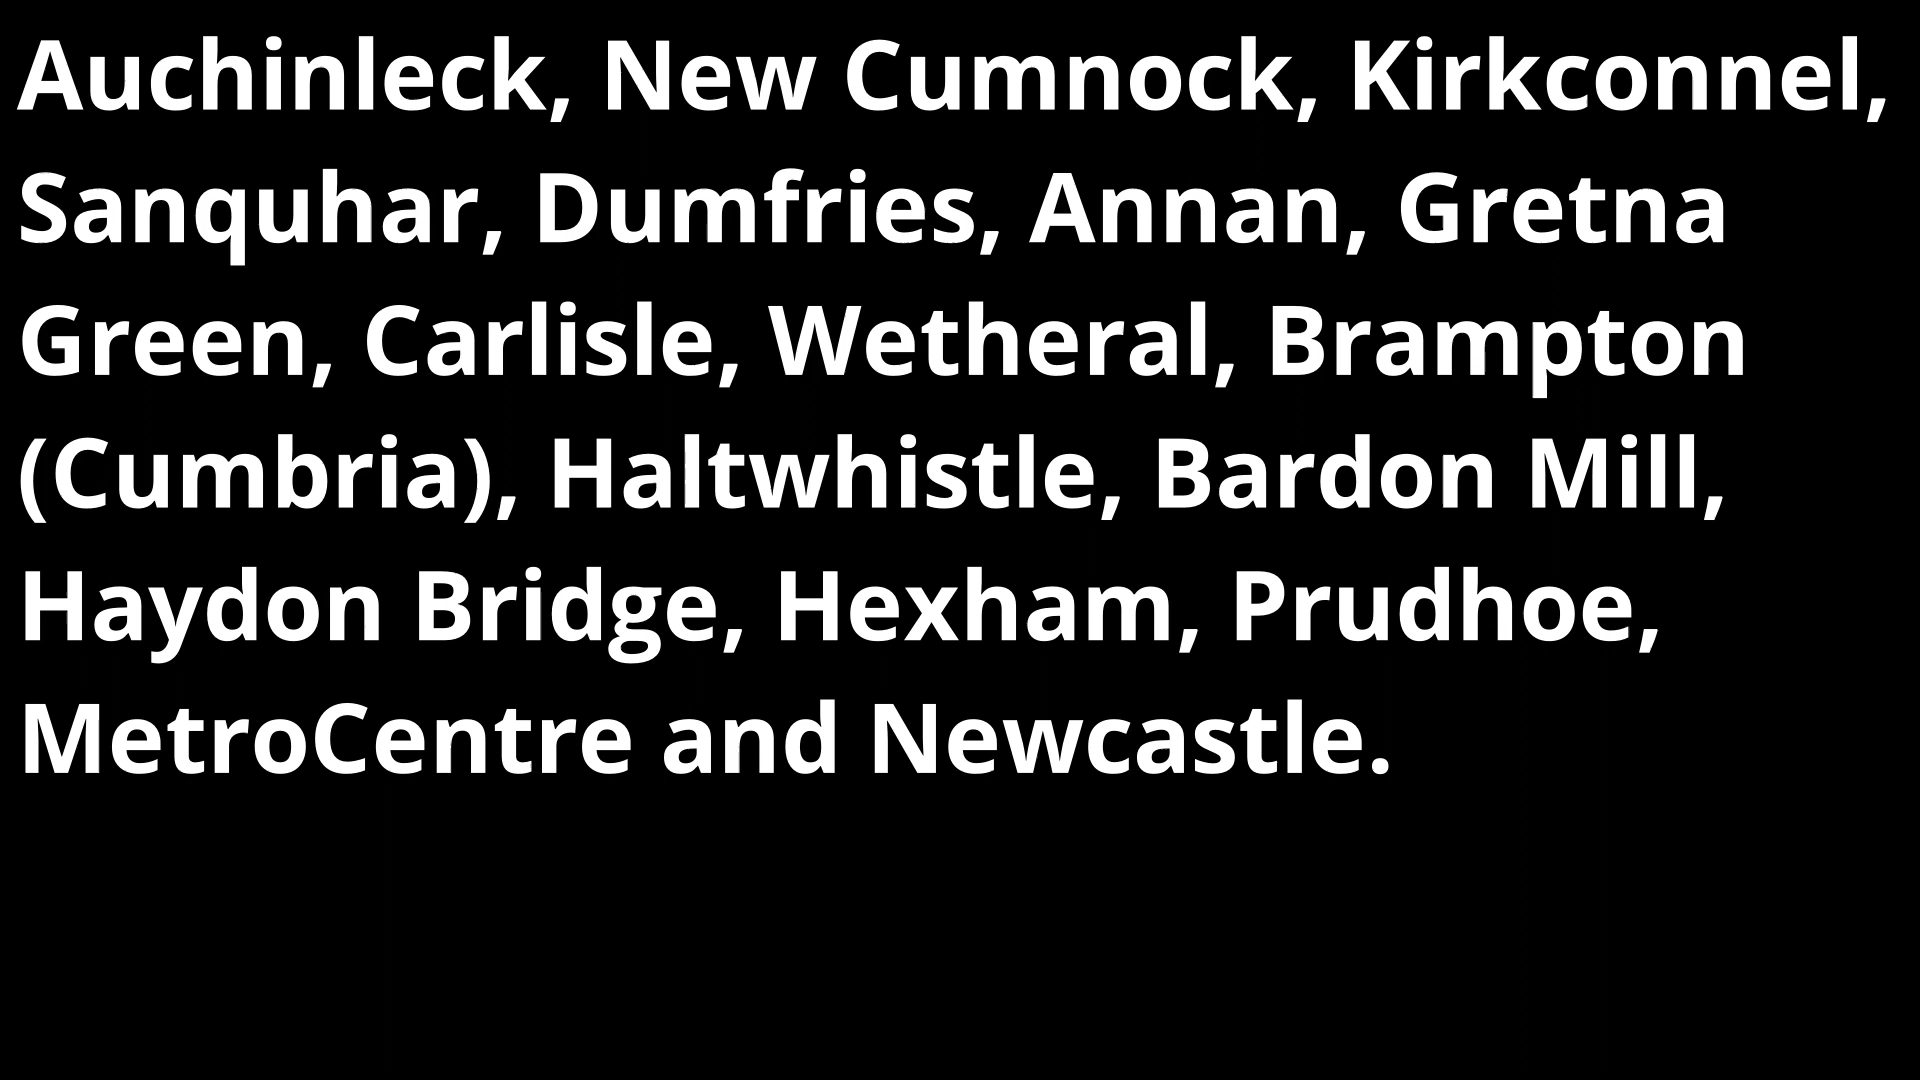 Auchinleck, New Cumnock, Kirkconnel,
Sanquhar, Dumfries, Annan, Gretna
Green, Carlisle, Wetheral, Brampton
(Cumbria), Haltwhistle, Bardon Mill,
Haydon Bridge, Hexham, Prudhoe,
MetroCentre and Newcastle.